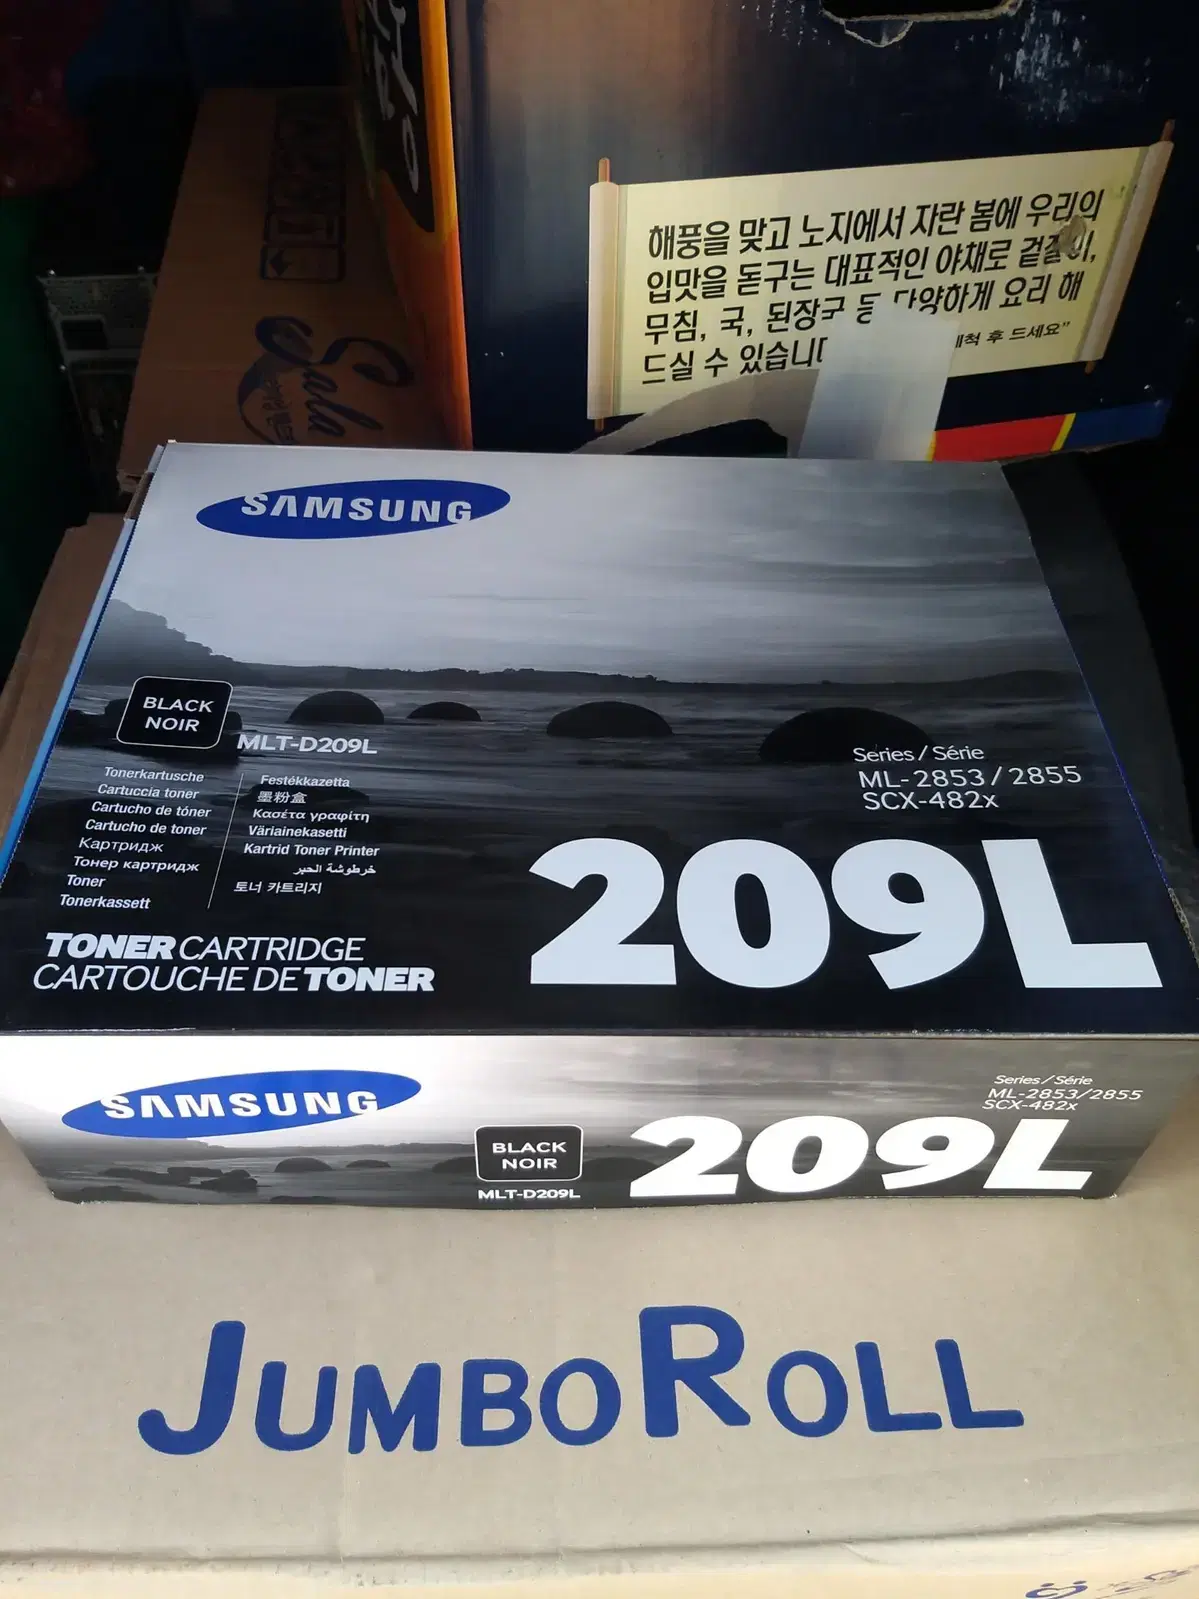 해풍을 맞고 노지에서 자란 봄에 우리의
입맛을 돋구는 대표적인 야채로 겉절이,
무침, 국, 된장국 등 다양하게 요리 해
드실 수 있습니다
후 드세요"
Sala
SAMSUNG
BLACK
NOIR
MLT-D209L
Tonerkartusche
Cartuccia toner
Cartucho de tóner
Cartucho de toner
Картридж
Тонер картридж
Toner
Tonerkassett
Festékkazetta
墨粉盒
Κασέτα γραφίτη
Väriainekasetti
Kartrid Toner Printer
خرطوشة الحبر
토너 카트리지
Series / Série
ML-2853 / 2855
SCX-482x
209L
TONER CARTRIDGE
CARTOUCHE DE TONER
SAMSUNG
BLACK
NOIR
MLT-D209L
Series / Série
ML-2853/2855
SCX-482x
209L
JUMBO ROLL